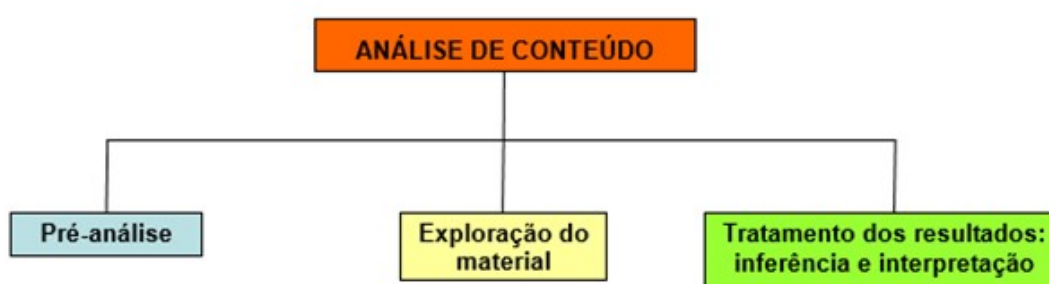 ANÁLISE DE CONTEÚDO
Pré-análise
Exploração do
material
Tratamento dos resultados:
inferência e interpretação